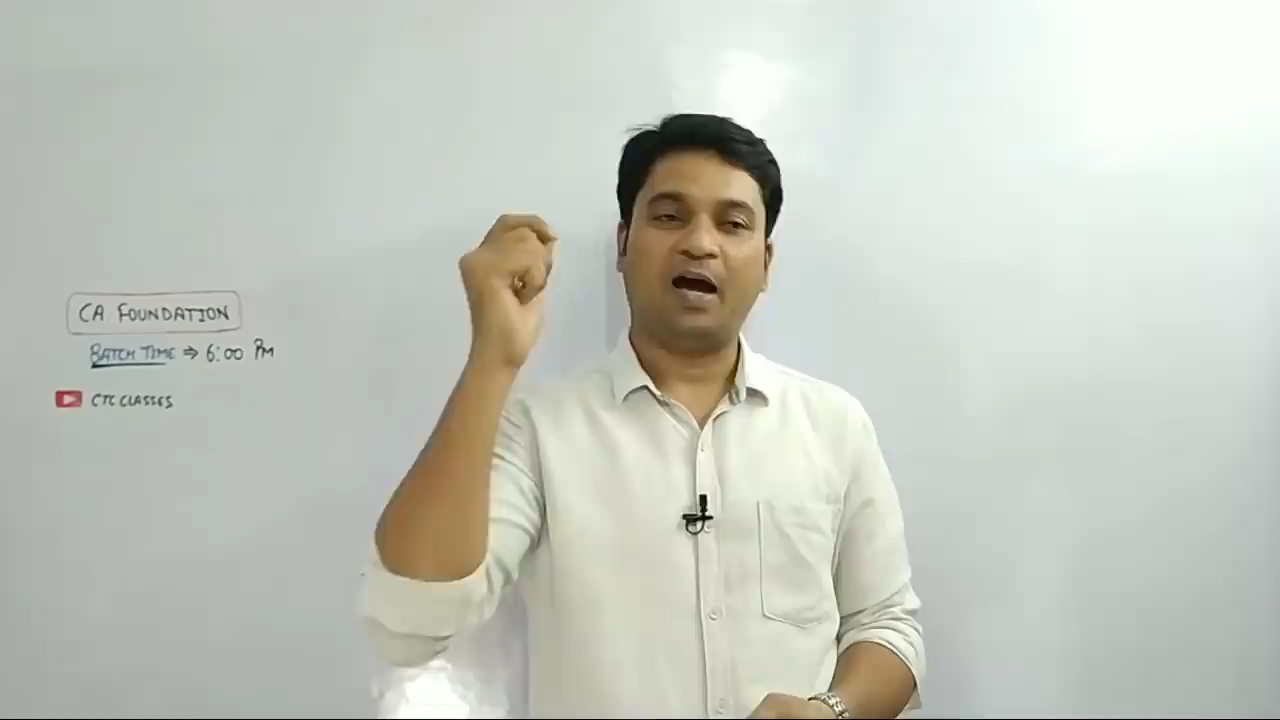 CA FOUNDATION
BATCH TIME ⇒ 6:00 PM
CTC CLASSES